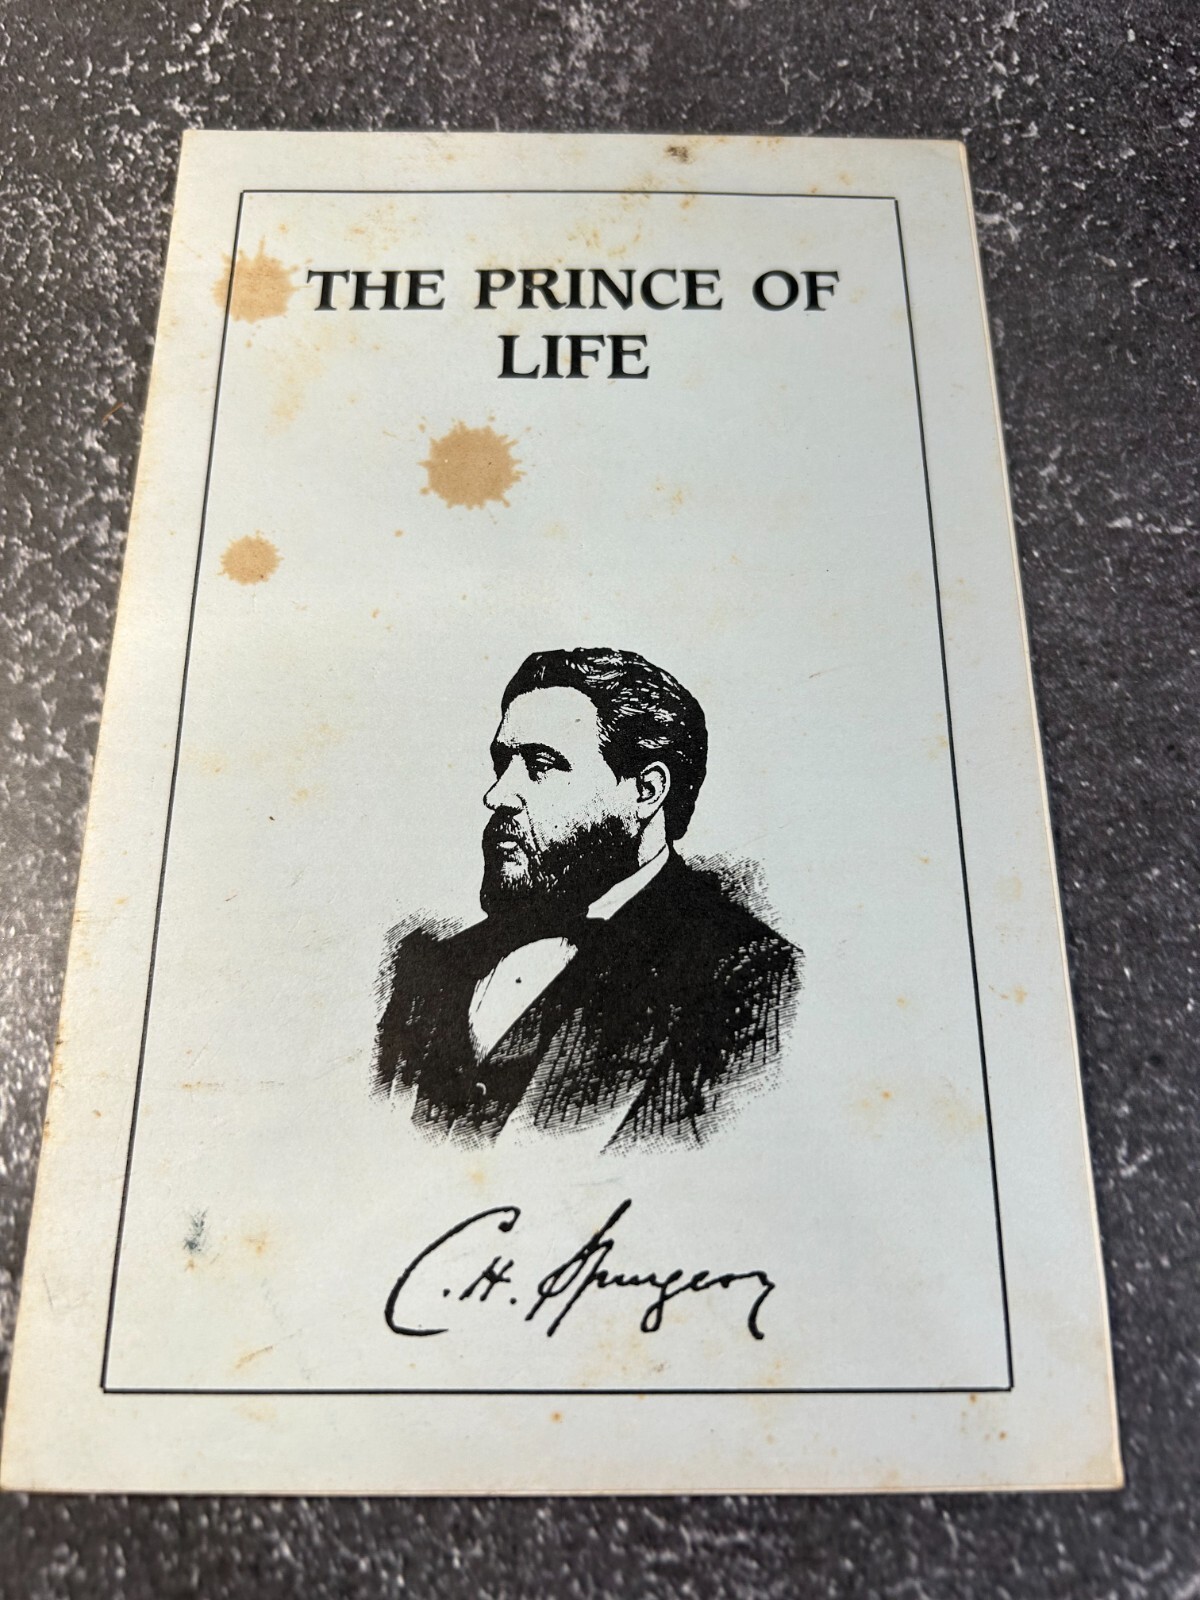 THE PRINCE OF
LIFE
C. H. Spurgeon